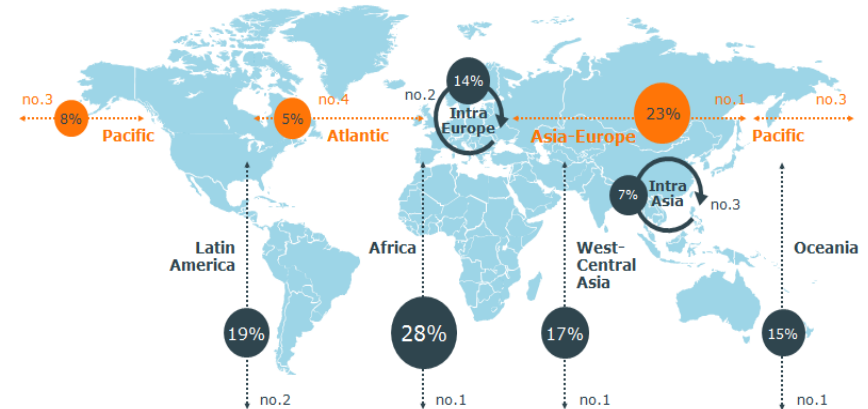 14%
no.3
no.4
no.2
23%
no.1
no.3
8%
5%
Intra
Europe
Pacific
Atlantic
Asia-Europe
Pacific
7%
Intra
Asia
no.3
Latin
America
Africa
West-
Central
Asia
Oceania
19%
28%
17%
15%
no.2
no.1
no.1
no.1